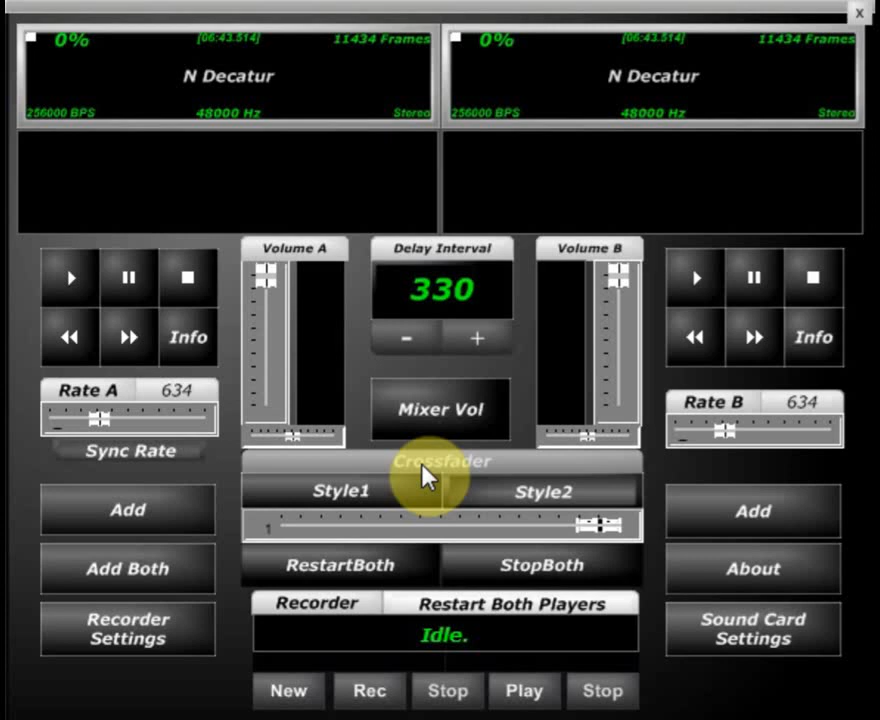 x
0% [06:43.514] 11434 Frames
N Decatur
256000 BPS 48000 Hz Stereo
0% [06:43.514] 11434 Frames
N Decatur
256000 BPS 48000 Hz Stereo
Volume A
Delay Interval
Volume B
330
- +
Info
Info
Rate A 634
Mixer Vol
Rate B 634
Sync Rate
Crossfader
Style1 Style2
1
Add
Add
RestartBoth StopBoth
Add Both
About
Recorder Restart Both Players
Recorder
Settings
Idle.
Sound Card
Settings
New Rec Stop Play Stop